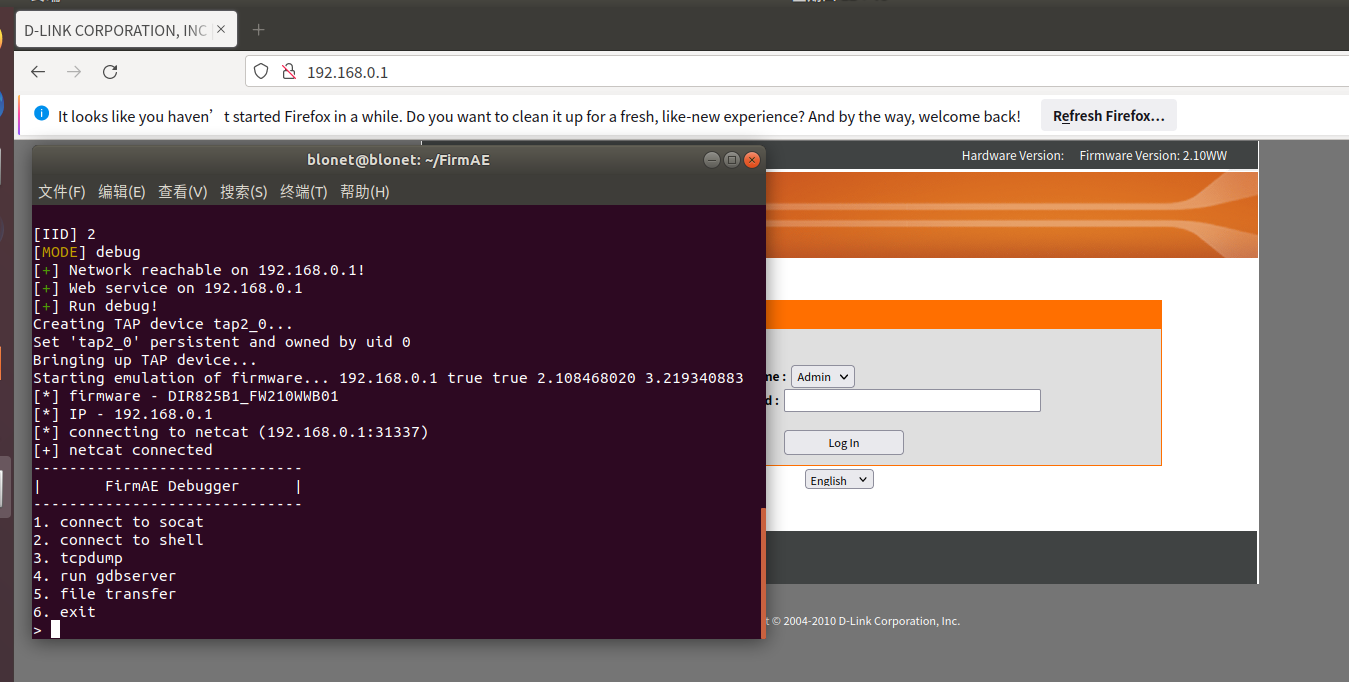 D-LINK CORPORATION, INC
192.168.0.1
It looks like you haven’t started Firefox in a while. Do you want to clean it up for a fresh, like-new experience? And by the way, welcome back! Refresh Firefox...
Hardware Version: Firmware Version: 2.10WW
blonet@blonet: ~/FirmAE
文件(F) 编辑(E) 查看(V) 搜索(S) 终端(T) 帮助(H)
[IID] 2
[MODE] debug
[+] Network reachable on 192.168.0.1!
[+] Web service on 192.168.0.1
[+] Run debug!
Creating TAP device tap2_0...
Set 'tap2_0' persistent and owned by uid 0
Bringing up TAP device...
Starting emulation of firmware... 192.168.0.1 true true 2.108468020 3.219340883
[*] firmware - DIR825B1_FW210WWB01
[*] IP - 192.168.0.1
[*] connecting to netcat (192.168.0.1:31337)
[+] netcat connected
------------------------------
|       FirmAE Debugger      |
------------------------------
1. connect to socat
2. connect to shell
3. tcpdump
4. run gdbserver
5. file transfer
6. exit
>
me : Admin
d :
Log In
English
t © 2004-2010 D-Link Corporation, Inc.